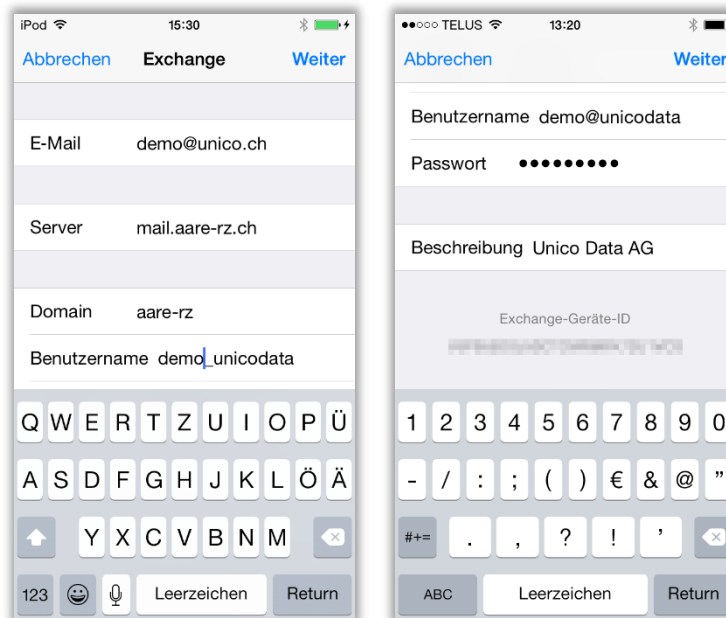 iPod 15:30
Abbrechen Exchange Weiter
E-Mail demo@unico.ch
Server mail.aare-rz.ch
Domain aare-rz
Benutzername demo_unicodata
Q W E R T Z U I O P Ü
A S D F G H J K L Ö Ä
Y X C V B N M
123 Leerzeichen Return
TELUS 13:20
Abbrechen Weiter
Benutzername demo@unicodata
Passwort •••••••••
Beschreibung Unico Data AG
Exchange-Geräte-ID
1 2 3 4 5 6 7 8 9 0
- / : ; ( ) € & @ "
#+= . , ? ! '
ABC Leerzeichen Return